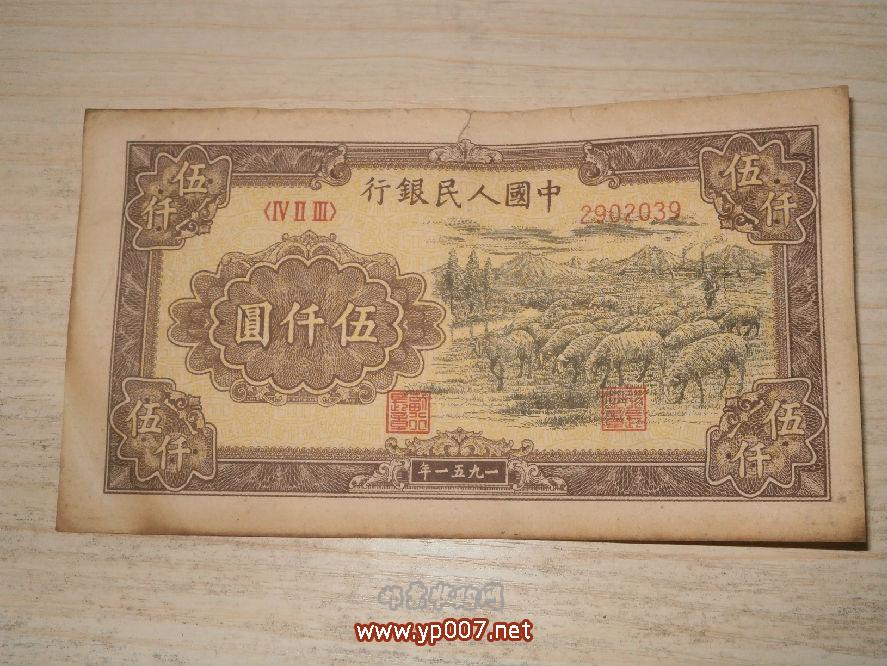 中國人民銀行
〈IV II III〉
2902039
伍仟
伍仟
伍仟圓
伍仟
伍仟
一九五一年
www.yp007.net